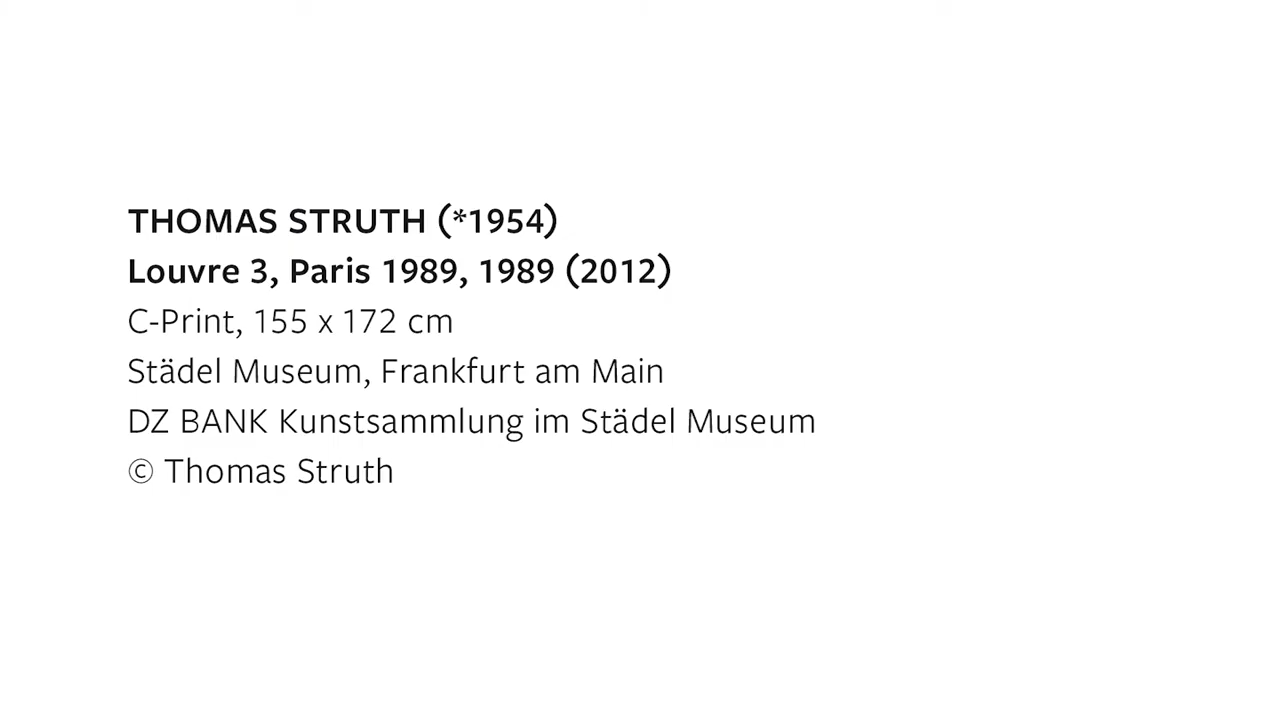 THOMAS STRUTH (*1954)
Louvre 3, Paris 1989, 1989 (2012)
C-Print, 155 x 172 cm
Städel Museum, Frankfurt am Main
DZ BANK Kunstsammlung im Städel Museum
© Thomas Struth